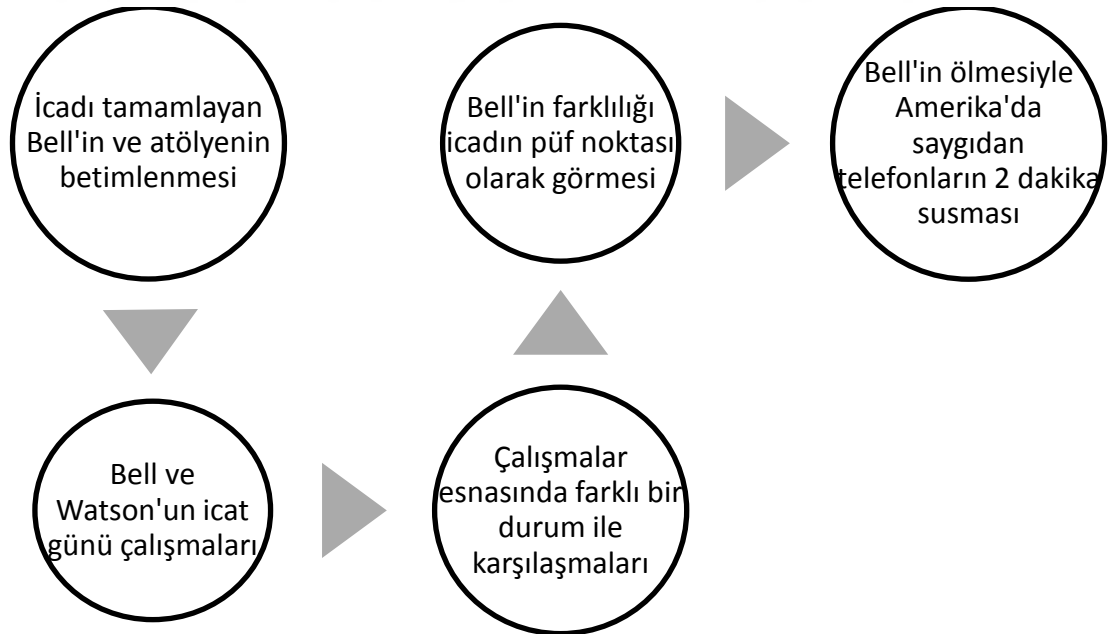 İcadı tamamlayan
Bell'in ve atölyenin
betimlenmesi
Bell ve
Watson'un icat
günü çalışmaları
Çalışmalar
esnasında farklı bir
durum ile
karşılaşmaları
Bell'in farklılığı
icadın püf noktası
olarak görmesi
Bell'in ölmesiyle
Amerika'da
saygıdan
telefonların 2 dakika
susması